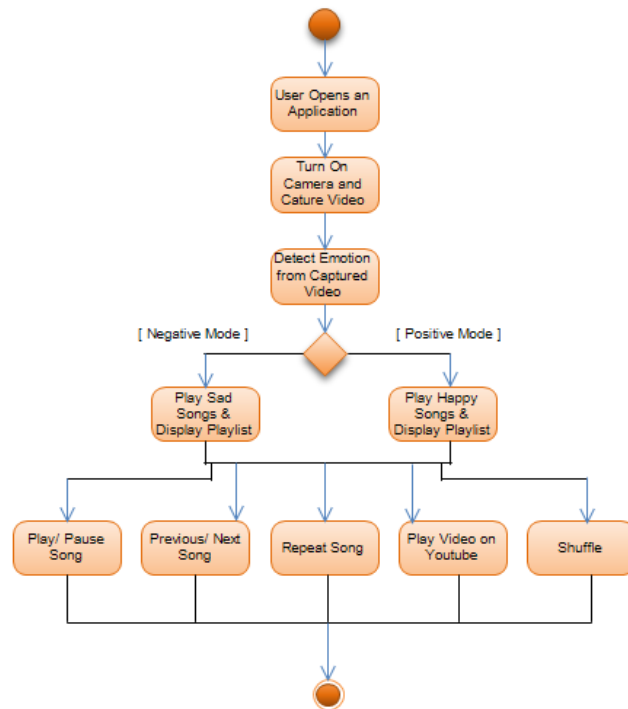 User Opens an
Application
Turn On
Camera and
Cature Video
Detect Emotion
from Captured
Video
[ Negative Mode ]
[ Positive Mode ]
Play Sad
Songs &
Display Playlist
Play Happy
Songs &
Display Playlist
Play/ Pause
Song
Previous/ Next
Song
Repeat Song
Play Video on
Youtube
Shuffle